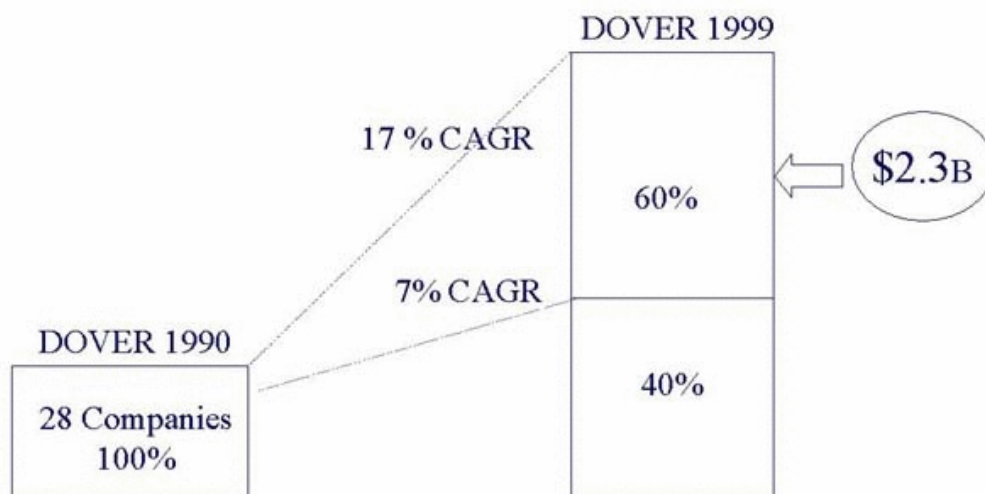 DOVER 1999
17 % CAGR
$2.3B
60%
7% CAGR
DOVER 1990
40%
28 Companies
100%